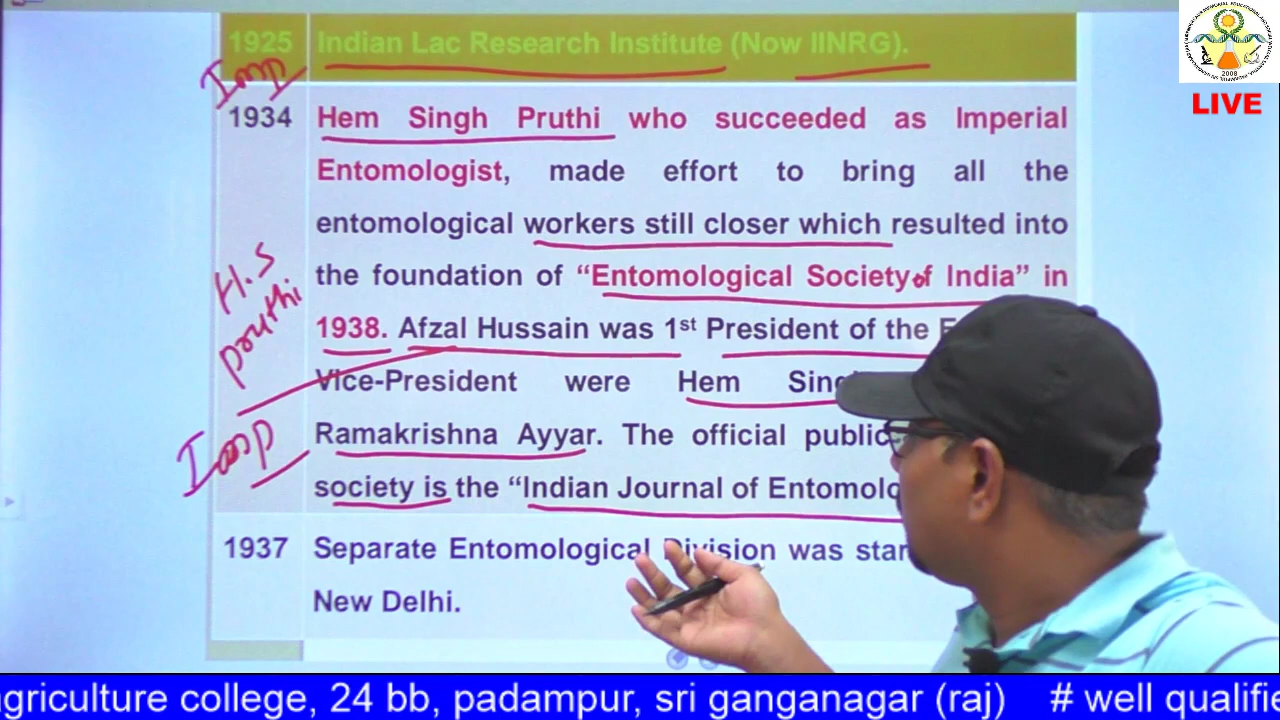 1925 Indian Lac Research Institute (Now IINRG).
Imp
1934 Hem Singh Pruthi who succeeded as Imperial
Entomologist, made effort to bring all the
entomological workers still closer which resulted into
the foundation of “Entomological Society of India” in
H.S
pruthi
1938. Afzal Hussain was 1st President of the
Vice-President were Hem
Imp
Ramakrishna Ayyar. The official
society is the “Indian Journal of
1937 Separate Entomological Division was
New Delhi.
2008
LIVE
agriculture college, 24 bb, padampur, sri ganganagar (raj) # well